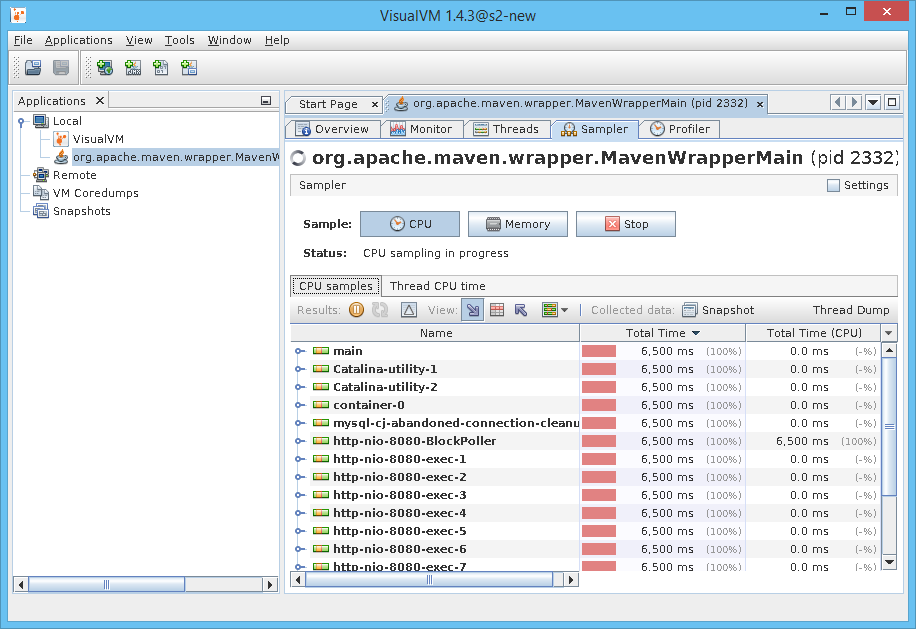 VisualVM 1.4.3@s2-new
File Applications View Tools Window Help
Applications
Local
VisualVM
org.apache.maven.wrapper.MavenW
Remote
VM Coredumps
Snapshots
Start Page org.apache.maven.wrapper.MavenWrapperMain (pid 2332)
Overview Monitor Threads Sampler Profiler
org.apache.maven.wrapper.MavenWrapperMain (pid 2332)
Sampler Settings
Sample: CPU Memory Stop
Status: CPU sampling in progress
CPU samples Thread CPU time
Results: View: Collected data: Snapshot Thread Dump
Name Total Time Total Time (CPU)
main 6,500 ms (100%) 0.0 ms (-%)
Catalina-utility-1 6,500 ms (100%) 0.0 ms (-%)
Catalina-utility-2 6,500 ms (100%) 0.0 ms (-%)
container-0 6,500 ms (100%) 0.0 ms (-%)
mysql-cj-abandoned-connection-cleanu 6,500 ms (100%) 0.0 ms (-%)
http-nio-8080-BlockPoller 6,500 ms (100%) 6,500 ms (100%)
http-nio-8080-exec-1 6,500 ms (100%) 0.0 ms (-%)
http-nio-8080-exec-2 6,500 ms (100%) 0.0 ms (-%)
http-nio-8080-exec-3 6,500 ms (100%) 0.0 ms (-%)
http-nio-8080-exec-4 6,500 ms (100%) 0.0 ms (-%)
http-nio-8080-exec-5 6,500 ms (100%) 0.0 ms (-%)
http-nio-8080-exec-6 6,500 ms (100%) 0.0 ms (-%)
http-nio-8080-exec-7 6,500 ms (100%) 0.0 ms (-%)